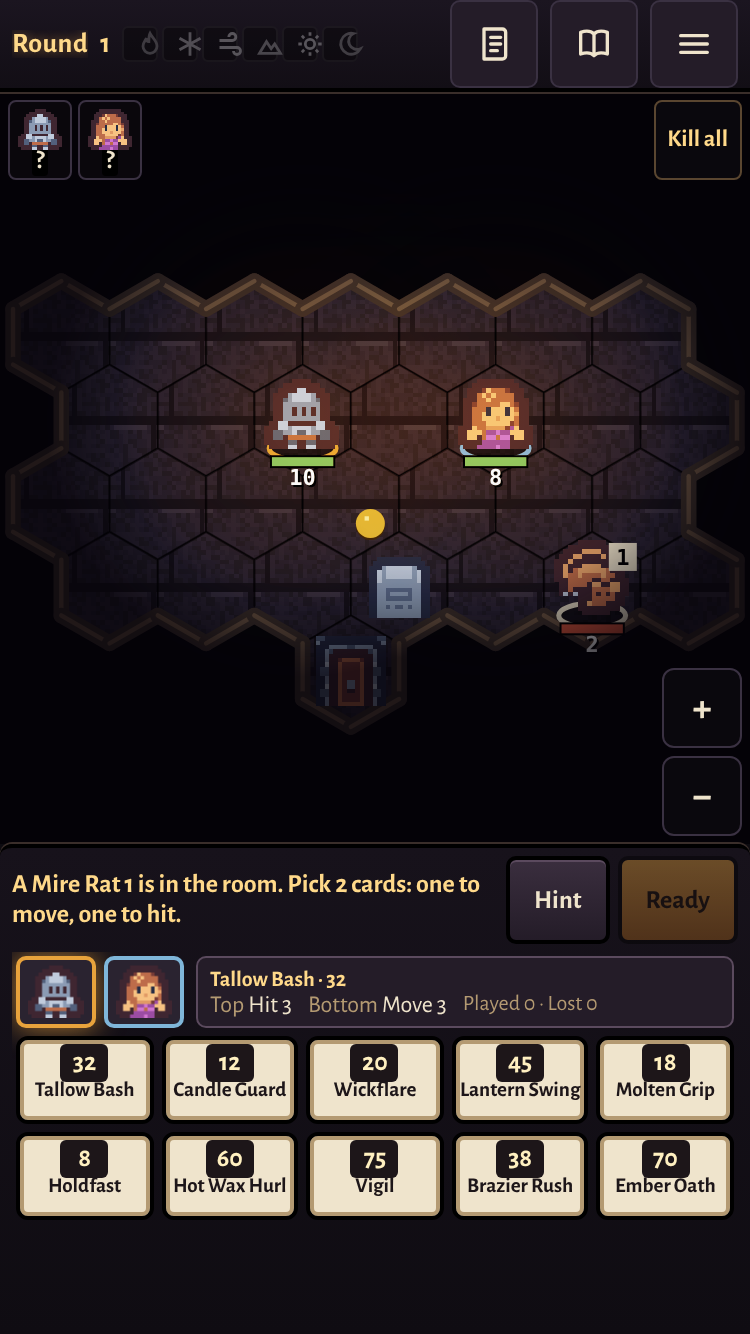 Round 1
?
?
Kill all
10
8
1
2
+
−
A Mire Rat 1 is in the room. Pick 2 cards: one to
move, one to hit.
Hint
Ready
Tallow Bash · 32
Top Hit 3 Bottom Move 3 Played 0 · Lost 0
32
Tallow Bash
12
Candle Guard
20
Wickflare
45
Lantern Swing
18
Molten Grip
8
Holdfast
60
Hot Wax Hurl
75
Vigil
38
Brazier Rush
70
Ember Oath